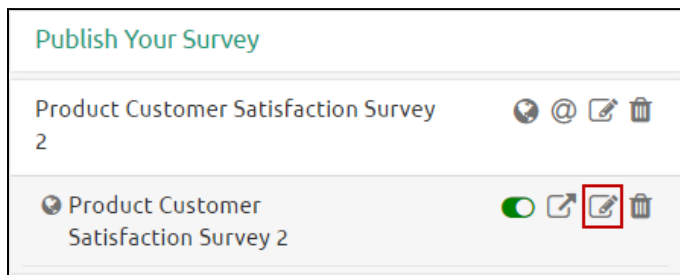 Publish Your Survey
Product Customer Satisfaction Survey
2
Product Customer
Satisfaction Survey 2